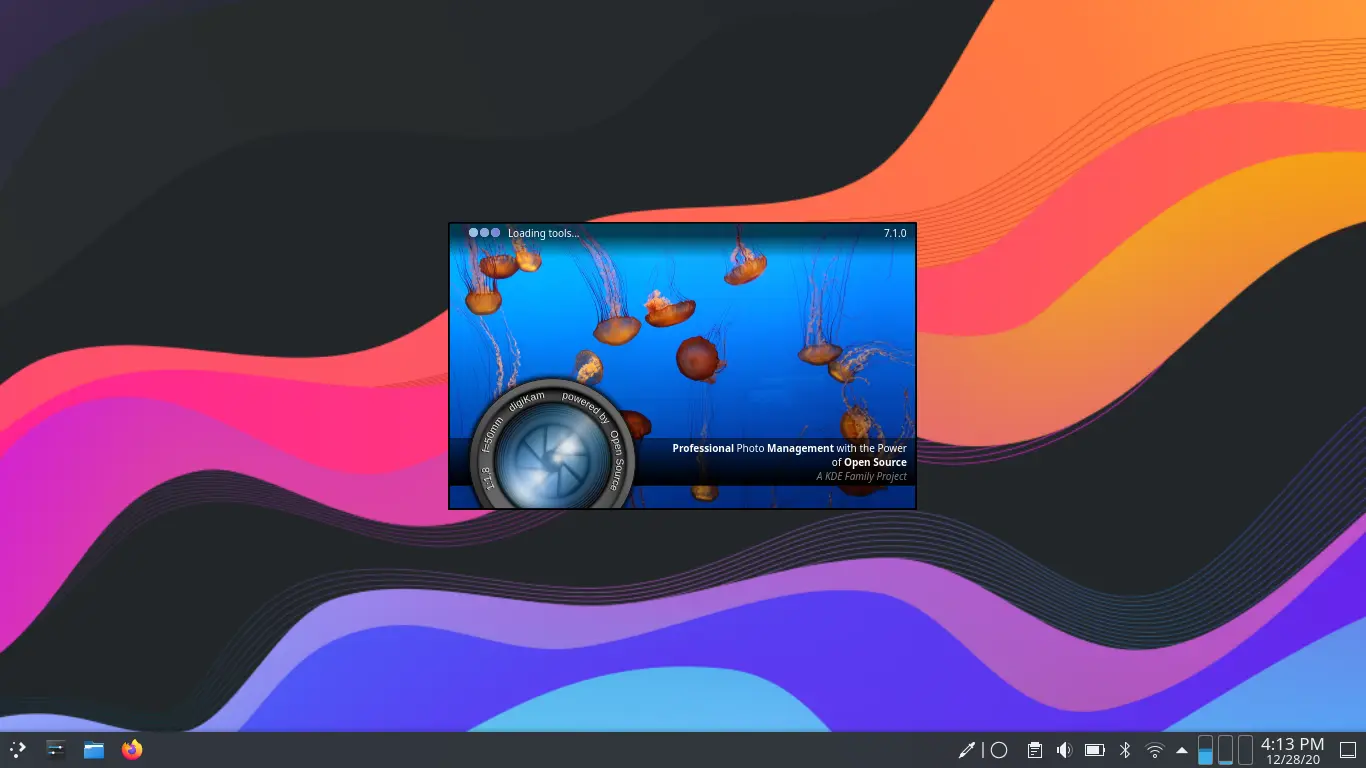 Loading tools...
7.1.0
1:1.8 f=50mm digiKam powered by Open Source
Professional Photo Management with the Power
of Open Source
A KDE Family Project
4:13 PM
12/28/20